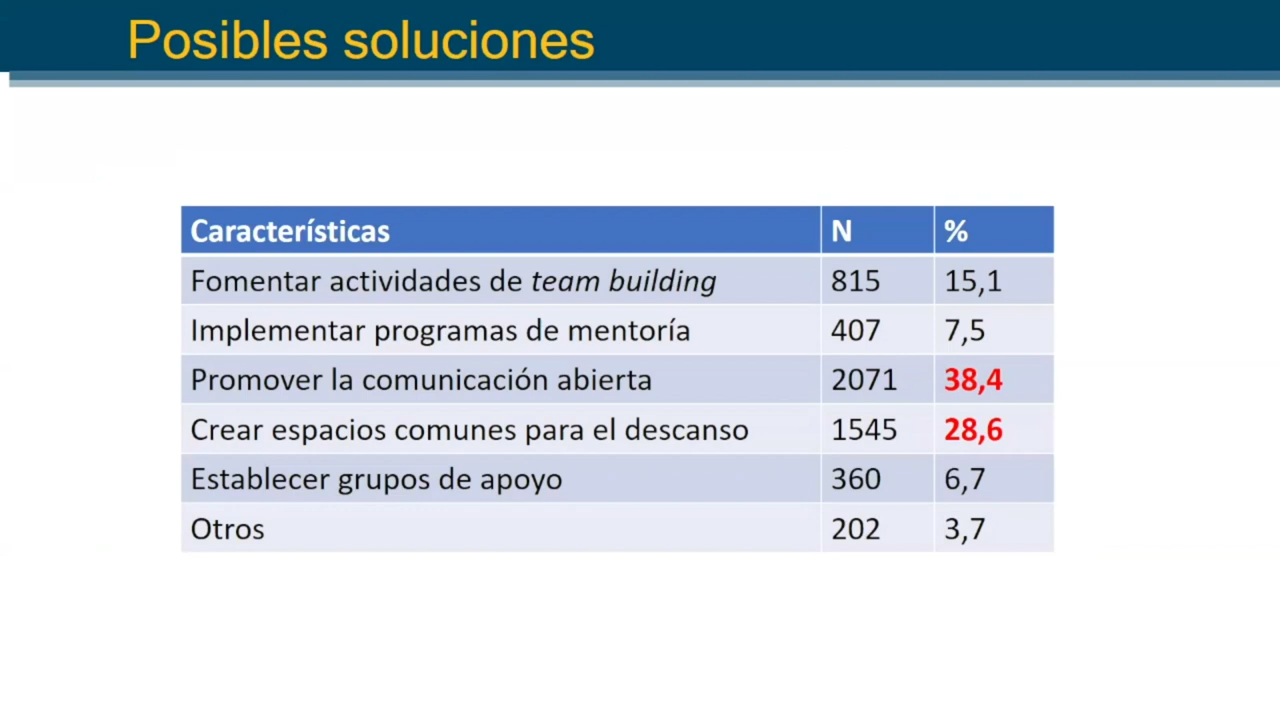 Posibles soluciones
Características N %
Fomentar actividades de team building 815 15,1
Implementar programas de mentoría 407 7,5
Promover la comunicación abierta 2071 38,4
Crear espacios comunes para el descanso 1545 28,6
Establecer grupos de apoyo 360 6,7
Otros 202 3,7